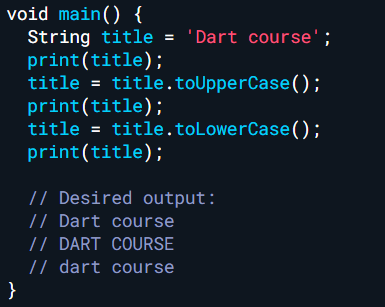 void main() {
  String title = 'Dart course';
  print(title);
  title = title.toUpperCase();
  print(title);
  title = title.toLowerCase();
  print(title);

  // Desired output:
  // Dart course
  // DART COURSE
  // dart course
}